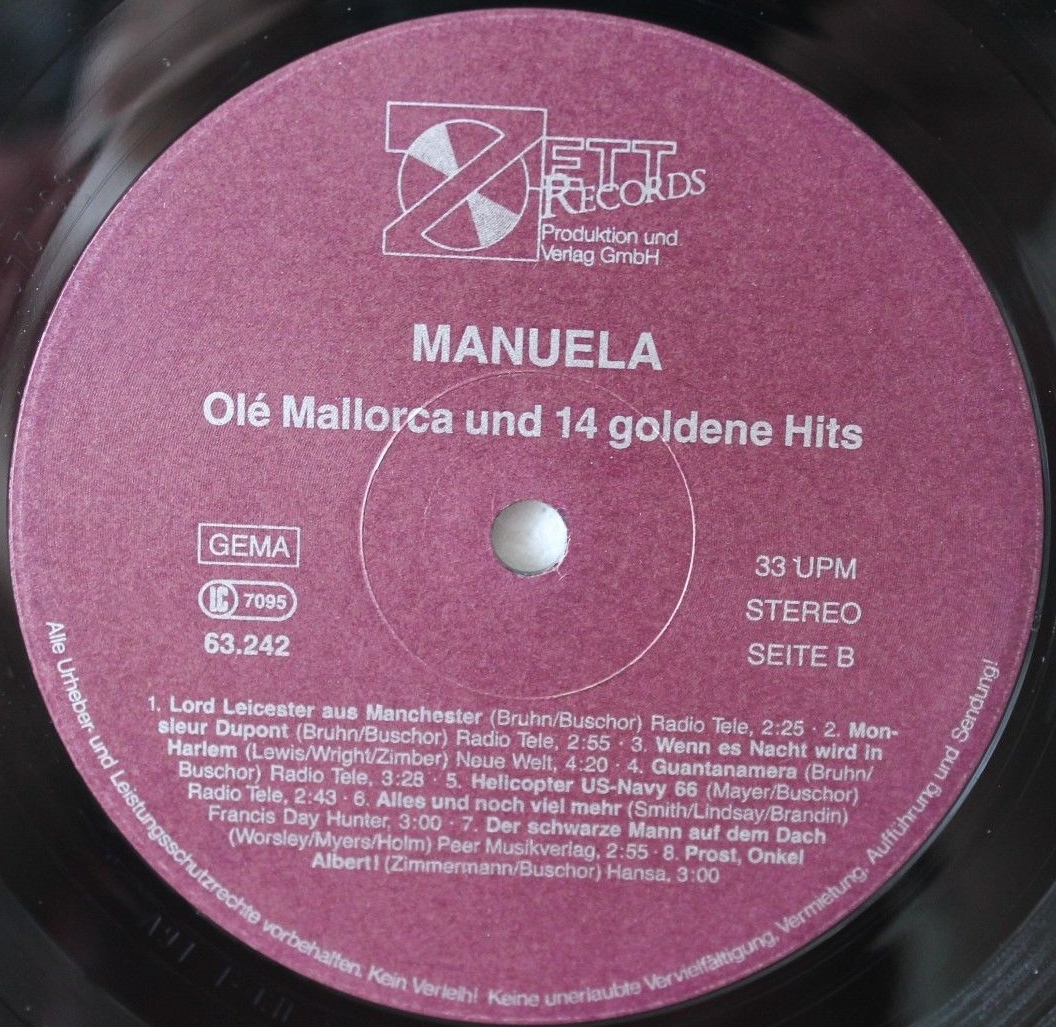 ZETT
RECORDS
Produktion und
Verlag GmbH
MANUELA
Olé Mallorca und 14 goldene Hits
GEMA
LC 7095
63.242
33 UPM
STEREO
SEITE B
1. Lord Leicester aus Manchester (Bruhn/Buschor) Radio Tele, 2:25 · 2. Mon-
sieur Dupont (Bruhn/Buschor) Radio Tele, 2:55 · 3. Wenn es Nacht wird in
Harlem (Lewis/Wright/Zimber) Neue Welt, 4:20 · 4. Guantanamera (Bruhn/
Buschor) Radio Tele, 3:28 · 5. Helicopter US-Navy 66 (Mayer/Buschor)
Radio Tele, 2:43 · 6. Alles und noch viel mehr (Smith/Lindsay/Brandin)
Francis Day Hunter, 3:00 · 7. Der schwarze Mann auf dem Dach
(Worsley/Myers/Holm) Peer Musikverlag, 2:55 · 8. Prost, Onkel
Albert! (Zimmermann/Buschor) Hansa, 3:00
Alle Urheber- und Leistungsschutzrechte vorbehalten. Kein Verleih! Keine unerlaubte Vervielfältigung, Vermietung, Aufführung und Sendung!